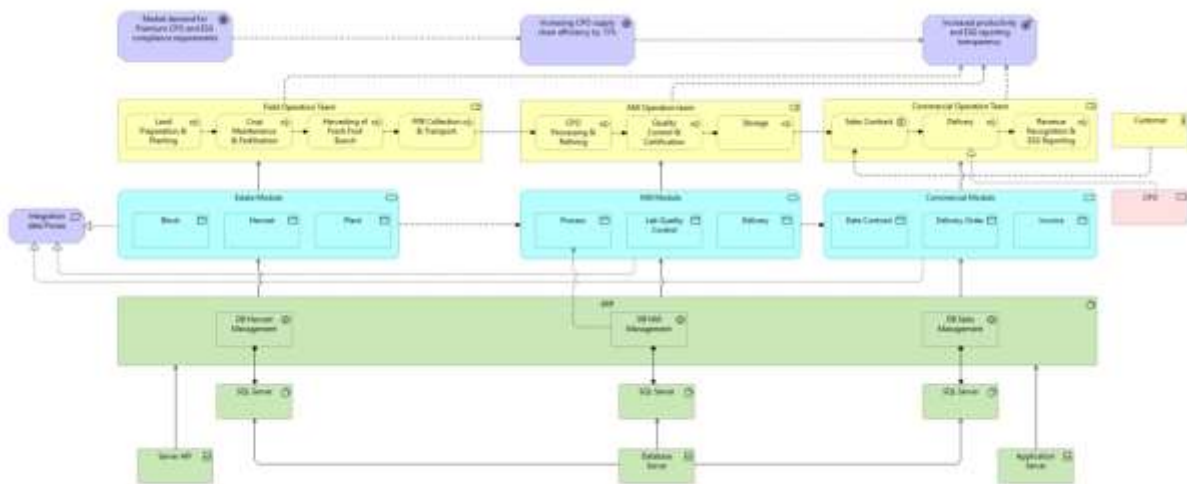 Market demand for
Premium CPO and ESG
compliance requirements
Increasing CPO supply
chain efficiency by 15%
Increased productivity
and ESG reporting
transparency
Field Operation Team
Land
Preparation &
Planting
Crop
Maintenance
& Fertilization
Harvesting of
Fresh Fruit
Bunch
FFB Collection
& Transport
Mill Operation team
CPO
Processing &
Refining
Quality
Control &
Certification
Storage
Commercial Operation Team
Sales Contract
Delivery
Revenue
Recognition &
ESG Reporting
Customer
CPO
Integration
data
Estate Module
Block
Harvest
Plant
Mill Module
Process
Lab Quality
Control
Delivery
Commercial Module
Data Contract
Delivery Order
Invoice
ERP
DB Harvest
Management
DB Mill
Management
DB Sales
Management
SQL Server
SQL Server
SQL Server
Server API
Database
Server
Application
Server